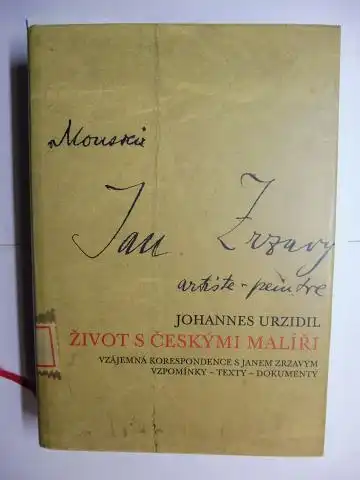 Monsieur
Jan Zrzavý
artiste-peintre
JOHANNES URZIDIL
ŽIVOT S ČESKÝMI MALÍŘI
VZÁJEMNÁ KORESPONDENCE S JANEM ZRZAVÝM
VZPOMÍNKY – TEXTY – DOKUMENTY